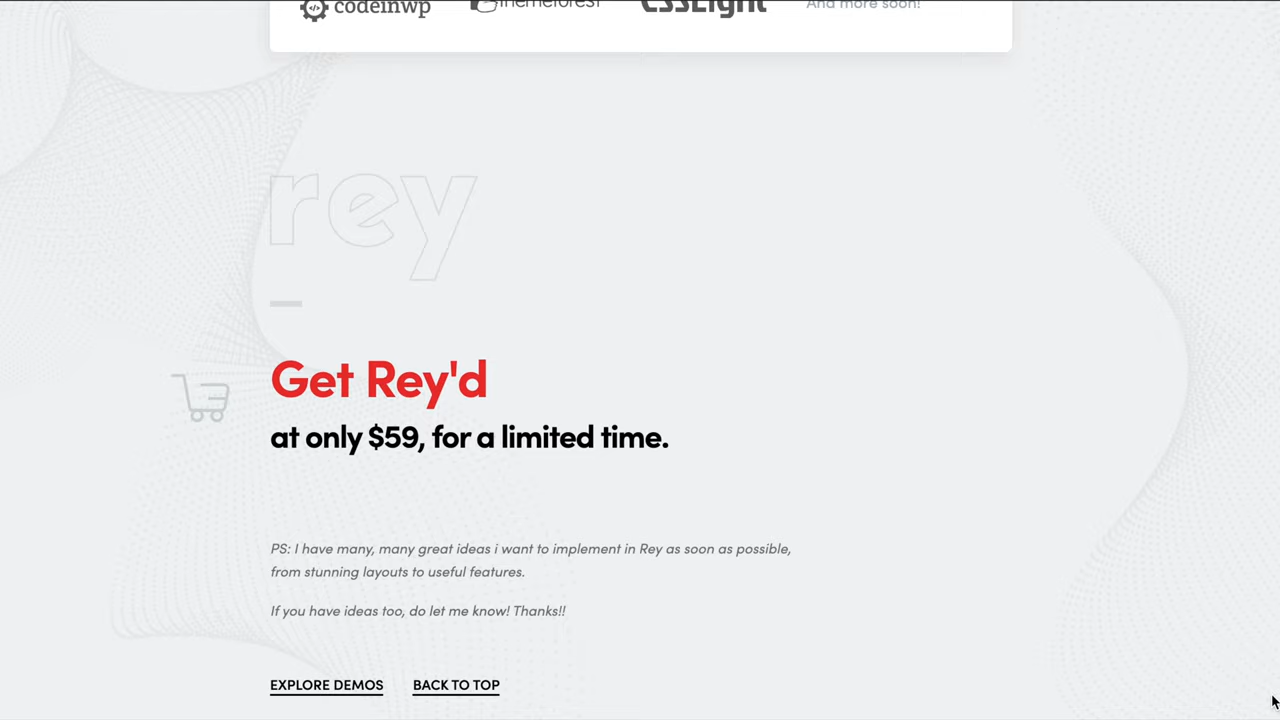 codeinwp themeforest CSSLight And more soon!
rey
Get Rey'd
at only $59, for a limited time.
PS: I have many, many great ideas i want to implement in Rey as soon as possible,
from stunning layouts to useful features.
If you have ideas too, do let me know! Thanks!!
EXPLORE DEMOS BACK TO TOP